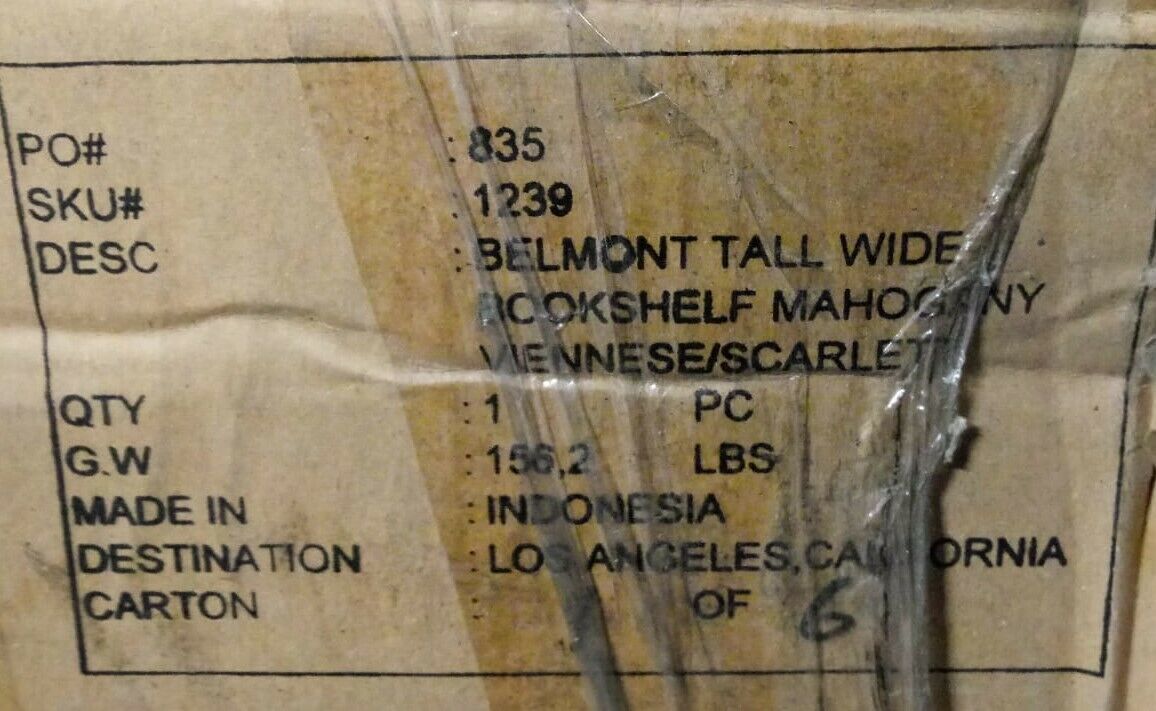 PO# : 835
SKU# : 1239
DESC : BELMONT TALL WIDE
BOOKSHELF MAHOGANY
VIENNESE/SCARLETT
QTY : 1 PC
G.W : 156,2 LBS
MADE IN : INDONESIA
DESTINATION : LOS ANGELES,CALIFORNIA
CARTON : OF 6